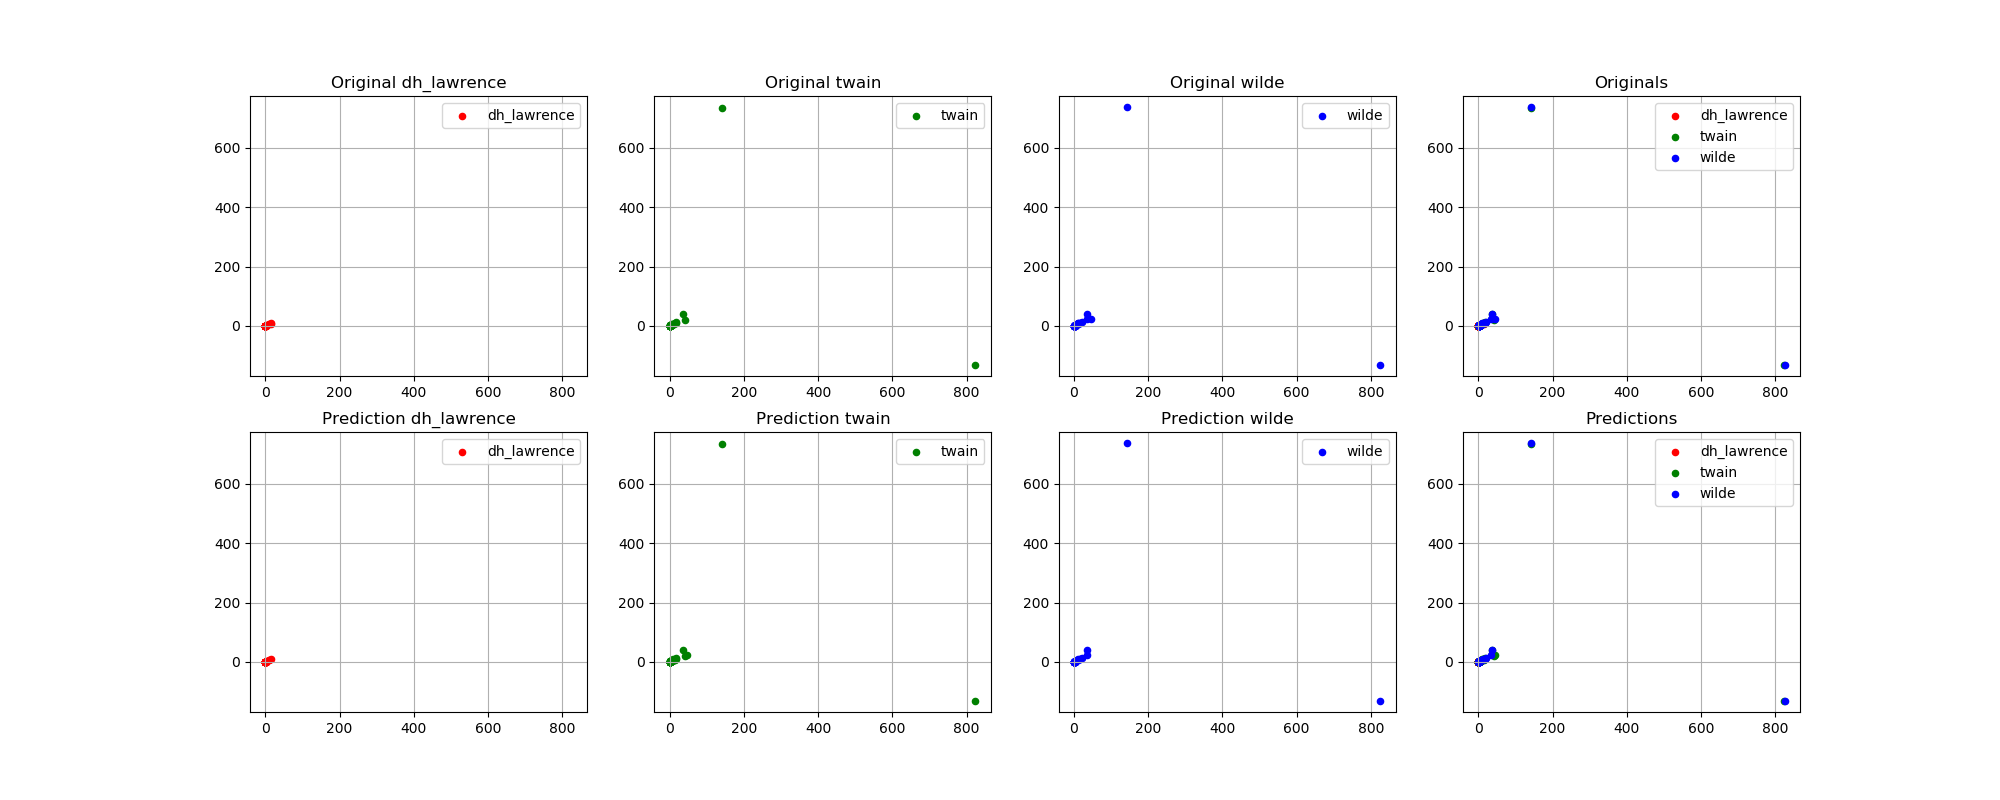 Original dh_lawrence
Original twain
Original wilde
Originals
dh_lawrence
twain
wilde
dh_lawrence
twain
wilde
600
400
200
0
600
400
200
0
600
400
200
0
600
400
200
0
0 200 400 600 800
0 200 400 600 800
0 200 400 600 800
0 200 400 600 800
Prediction dh_lawrence
Prediction twain
Prediction wilde
Predictions
dh_lawrence
twain
wilde
dh_lawrence
twain
wilde
600
400
200
0
600
400
200
0
600
400
200
0
600
400
200
0
0 200 400 600 800
0 200 400 600 800
0 200 400 600 800
0 200 400 600 800